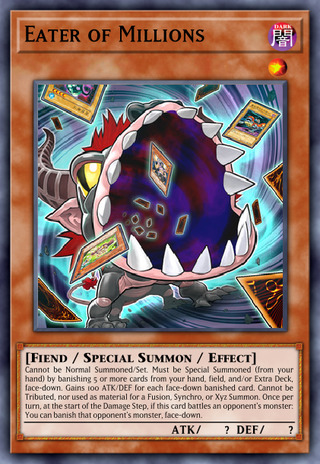 Eater of Millions
DARK
闇
[Fiend / Special Summon / Effect]
Cannot be Normal Summoned/Set. Must be Special Summoned (from
your hand) by banishing 5 or more cards from your hand, field, and/or Extra Deck,
face-down. Gains 100 ATK/DEF for each face-down banished card. Cannot be
Tributed, nor used as material for a Fusion, Synchro, or Xyz Summon. Once per
turn, at the start of the Damage Step, if this card battles an opponent's monster:
You can banish that opponent's monster, face-down.
ATK/ ? DEF/ ?